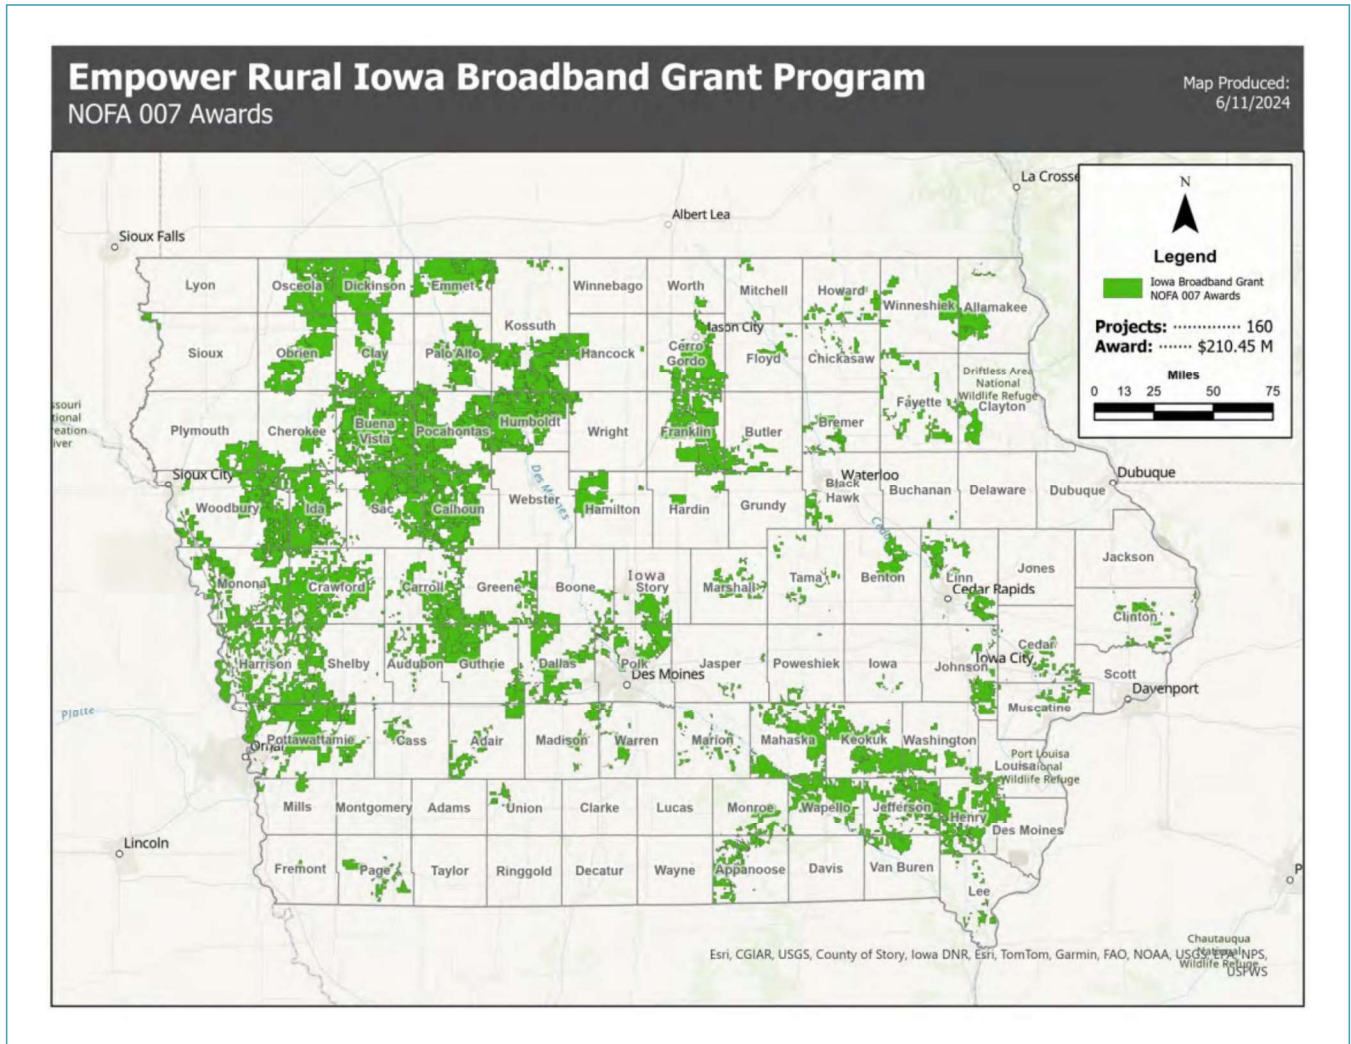 Empower Rural Iowa Broadband Grant Program
NOFA 007 Awards
Map Produced:
6/11/2024
La Crosse
Albert Lea
Sioux Falls
N
Legend
Iowa Broadband Grant
NOFA 007 Awards
Projects: 160
Award: $210.45 M
Miles
0 13 25 50 75
Lyon
Osceola
Dickinson
Emmet
Winnebago
Worth
Mitchell
Howard
Winneshiek
Allamakee
Kossuth
Mason City
Sioux
Obrien
Clay
Palo Alto
Hancock
Cerro
Gordo
Floyd
Chickasaw
Driftless Area
National
Wildlife Refuge
Fayette
Clayton
Plymouth
Cherokee
Buena
Vista
Pocahontas
Humboldt
Wright
Franklin
Butler
Bremer
Sioux City
Waterloo
Dubuque
Des Moines
Woodbury
Ida
Sac
Calhoun
Webster
Hamilton
Hardin
Grundy
Black
Hawk
Buchanan
Delaware
Dubuque
Monona
Crawford
Carroll
Greene
Boone
Iowa
Story
Marshall
Tama
Benton
Linn
Cedar Rapids
Jones
Jackson
Clinton
Harrison
Shelby
Audubon
Guthrie
Dallas
Polk
Des Moines
Jasper
Poweshiek
Iowa
Johnson
Iowa City
Cedar
Scott
Davenport
Muscatine
Platte
Pottawattamie
Cass
Adair
Madison
Warren
Marion
Mahaska
Keokuk
Washington
Port Louisa
Louisa
Wildlife Refuge
Mills
Montgomery
Adams
Union
Clarke
Lucas
Monroe
Wapello
Jefferson
Henry
Des Moines
Lincoln
Fremont
Page
Taylor
Ringgold
Decatur
Wayne
Appanoose
Davis
Van Buren
Lee
Chautauqua
Esri, CGIAR, USGS, County of Story, Iowa DNR, Esri, TomTom, Garmin, FAO, NOAA, USGS, EPA, NPS,
USFWS
Wildlife Refuge